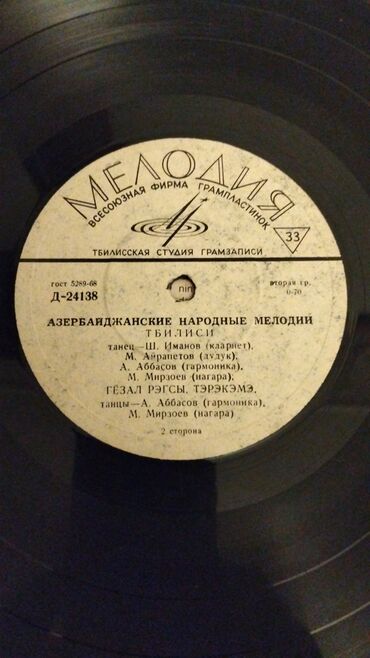 МЕЛОДИЯ
ВСЕСОЮЗНАЯ ФИРМА ГРАМПЛАСТИНОК
33
ТБИЛИССКАЯ СТУДИЯ ГРАМЗАПИСИ
гост 5289-68
вторая гр.
Д-24138
0-70
АЗЕРБАЙДЖАНСКИЕ НАРОДНЫЕ МЕЛОДИИ
ТБИЛИСИ
танец—Ш. Иманов (кларнет),
М. Айрапетов (дудук),
А. Аббасов (гармоника),
М. Мирзоев (нагара),
ГЁЗАЛ РЭГСЫ, ТЭРЭКЭМЭ,
танцы—А. Аббасов (гармоника),
М. Мирзоев (нагара)
2 сторона